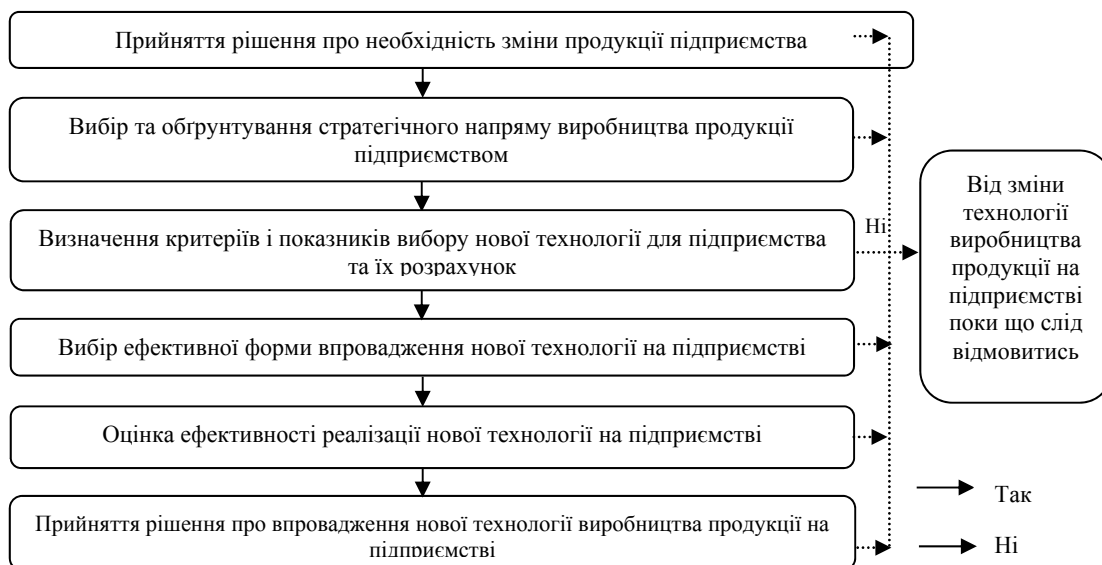 Прийняття рішення про необхідність зміни продукції підприємства
Вибір та обґрунтування стратегічного напряму виробництва продукції
підприємством
Визначення критеріїв і показників вибору нової технології для підприємства
та їх розрахунок
Вибір ефективної форми впровадження нової технології на підприємстві
Оцінка ефективності реалізації нової технології на підприємстві
Прийняття рішення про впровадження нової технології виробництва продукції на
підприємстві
Ні
Від зміни
технології
виробництва
продукції на
підприємстві
поки що слід
відмовитись
Так
Ні